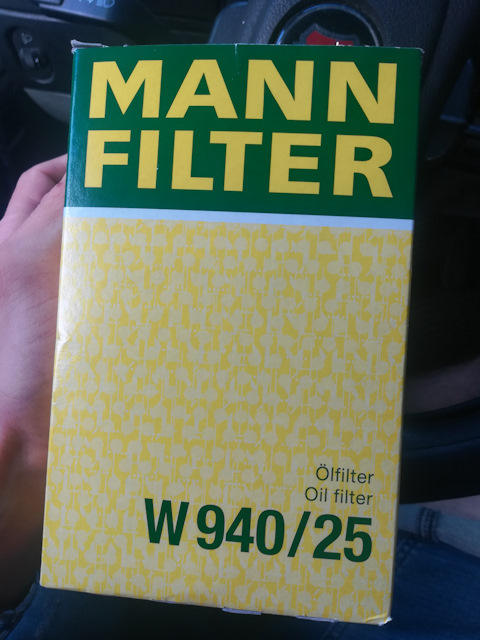 MANN
FILTER
Ölfilter
Oil filter
W 940/25